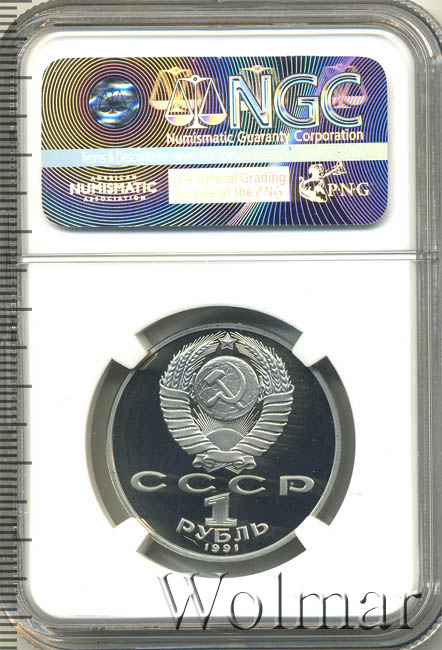 NGC
Numismatic Guaranty Corporation
Terms & Descriptions
AMERICAN
NUMISMATIC
ASSOCIATION
The Official Grading
Service of the PNG
PNG
СССР
1
РУБЛЬ
1991
Wolmar